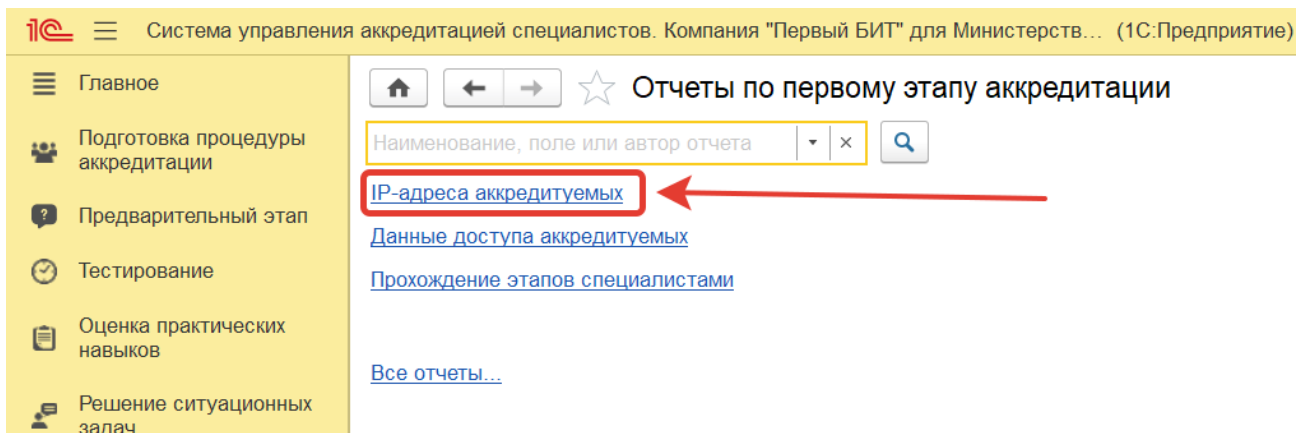 1С Система управления аккредитацией специалистов. Компания "Первый БИТ" для Министерств... (1С:Предприятие)
Главное
Подготовка процедуры
аккредитации
Предварительный этап
Тестирование
Оценка практических
навыков
Решение ситуационных
задач
Отчеты по первому этапу аккредитации
Наименование, поле или автор отчета
IP-адреса аккредитуемых
Данные доступа аккредитуемых
Прохождение этапов специалистами
Все отчеты...